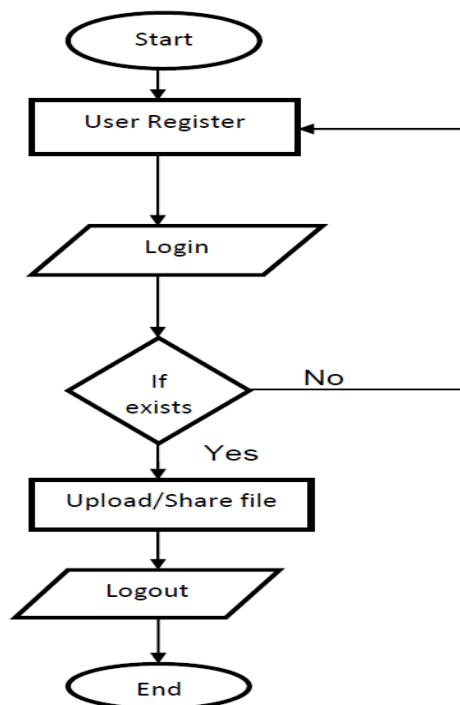 Start
User Register
Login
If
exists
No
Yes
Upload/Share file
Logout
End